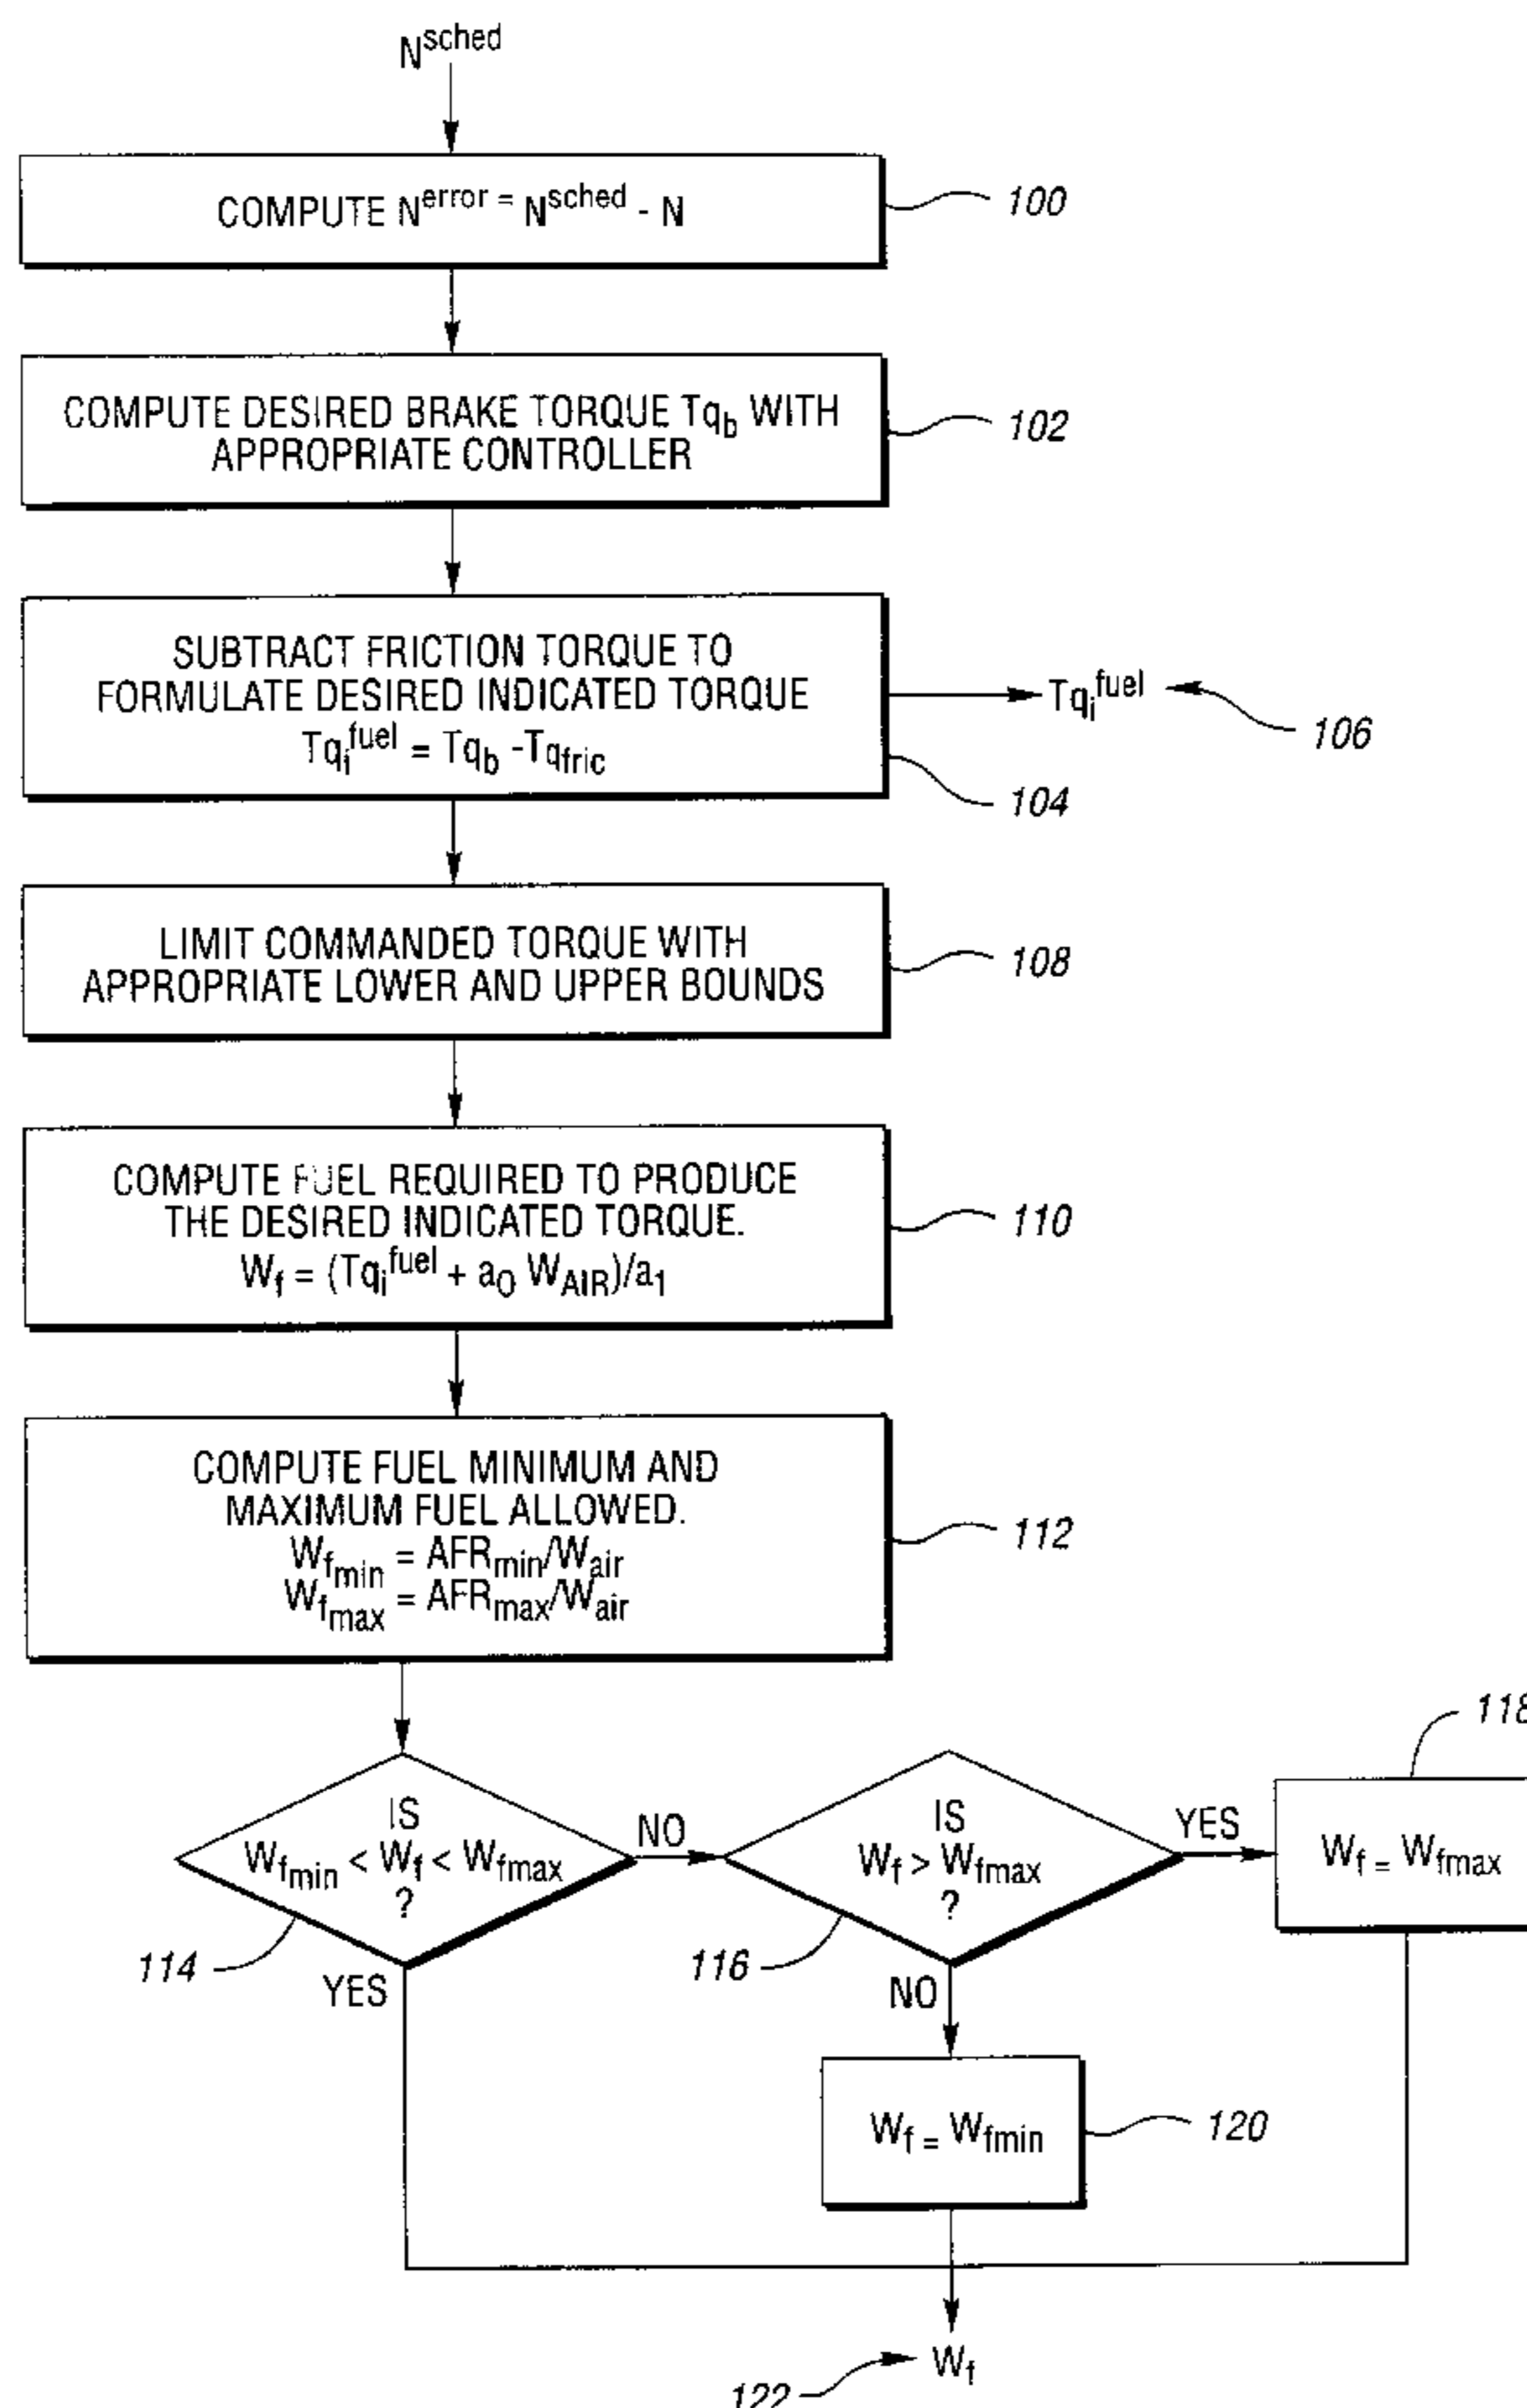 N^sched
COMPUTE N^error = N^sched - N
100
COMPUTE DESIRED BRAKE TORQUE Tq_b WITH
APPROPRIATE CONTROLLER
102
SUBTRACT FRICTION TORQUE TO
FORMULATE DESIRED INDICATED TORQUE
Tq_i^fuel = Tq_b -Tq_fric
Tq_i^fuel
106
104
LIMIT COMMANDED TORQUE WITH
APPROPRIATE LOWER AND UPPER BOUNDS
108
COMPUTE FUEL REQUIRED TO PRODUCE
THE DESIRED INDICATED TORQUE.
W_f = (Tq_i^fuel + a_0 W_AIR)/a_1
110
COMPUTE FUEL MINIMUM AND
MAXIMUM FUEL ALLOWED.
W_fmin = AFR_min/W_air
W_fmax = AFR_max/W_air
112
IS
W_fmin < W_f < W_fmax
?
114
YES
NO
IS
W_f > W_fmax
?
116
NO
YES
118
W_f = W_fmax
W_f = W_fmin
120
W_f
122